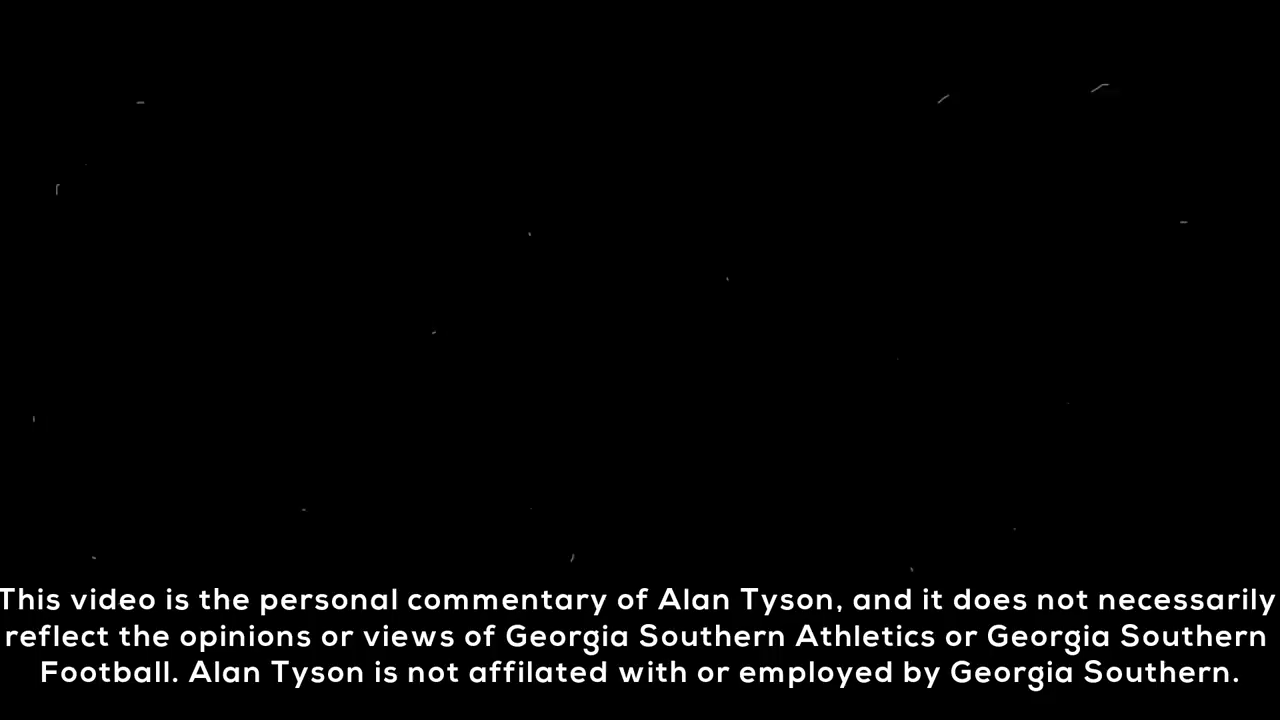 This video is the personal commentary of Alan Tyson, and it does not necessarily
reflect the opinions or views of Georgia Southern Athletics or Georgia Southern
Football. Alan Tyson is not affilated with or employed by Georgia Southern.